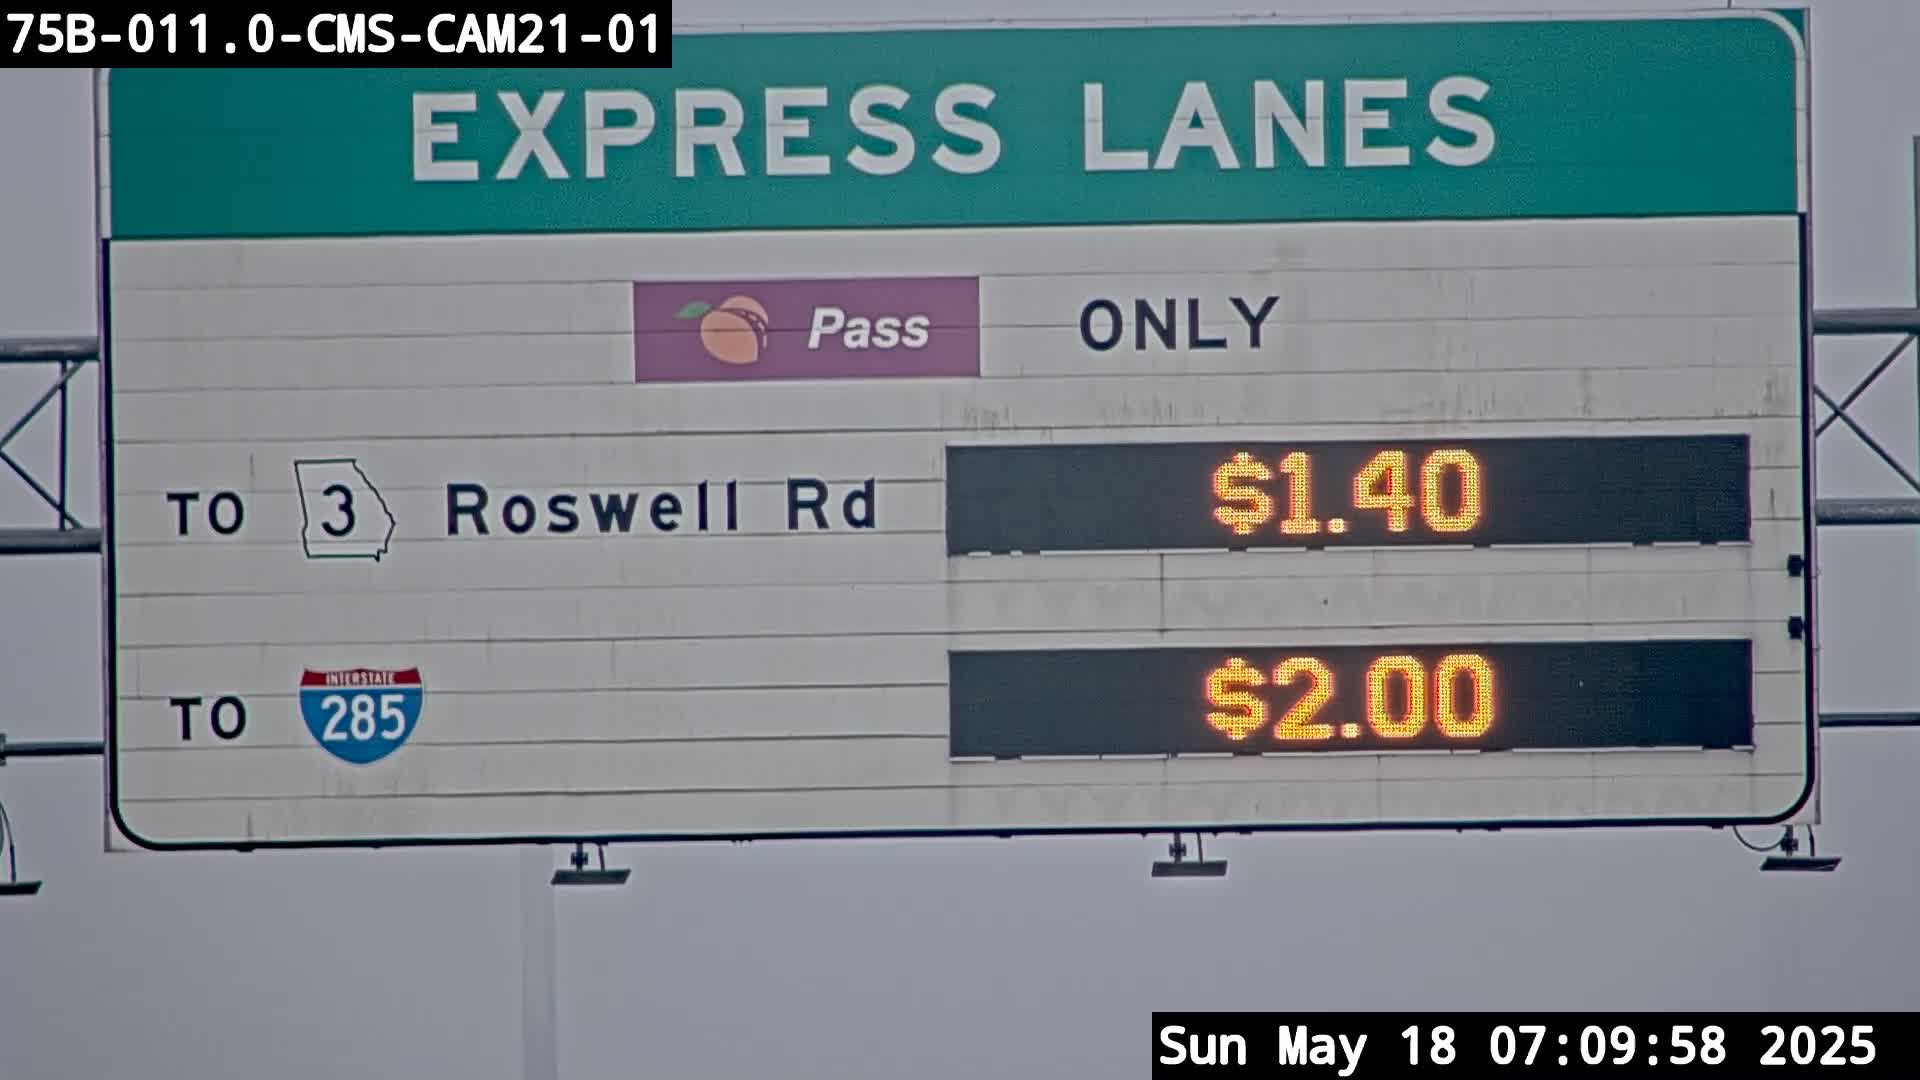 75B-011.0-CMS-CAM21-01
EXPRESS LANES
Pass ONLY
TO 3 Roswell Rd $1.40
TO INTERSTATE 285 $2.00
Sun May 18 07:09:58 2025